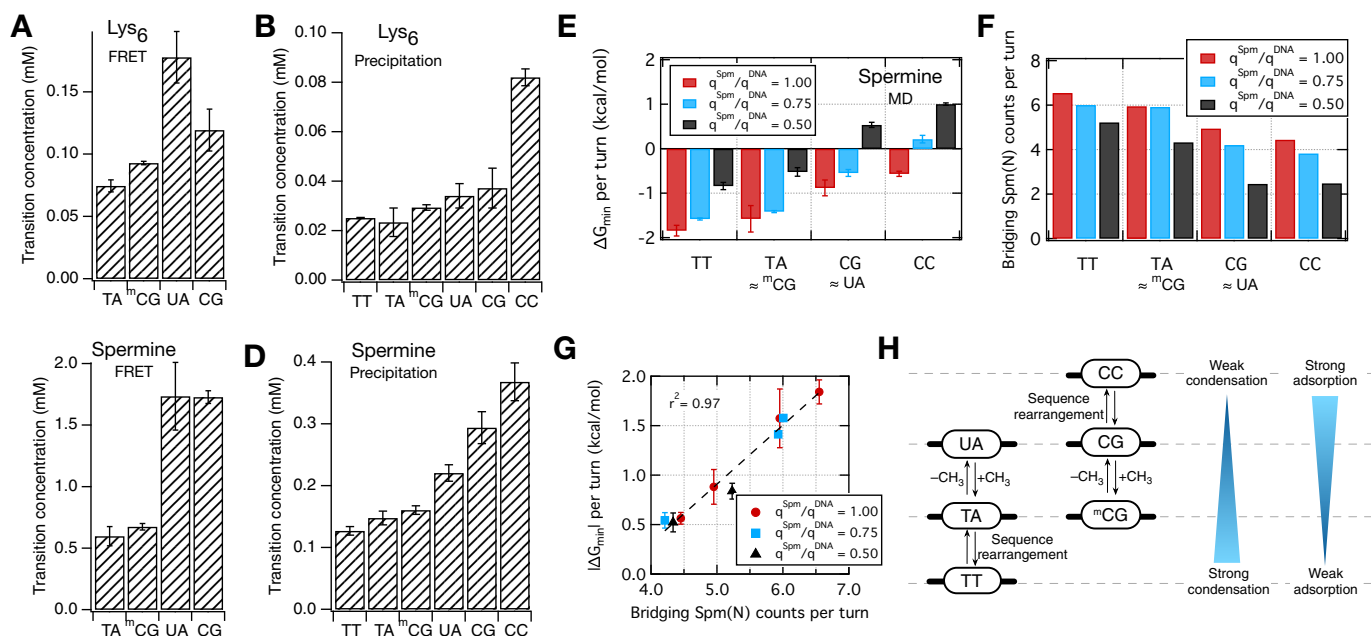 A
Lys6
FRET
Transition concentration (mM)
0.15
0.10
0.05
0.00
TA
mCG
UA
CG
B
Lys6
Precipitation
Transition concentration (mM)
0.10
0.08
0.06
0.04
0.02
0.00
TT
TA
mCG
UA
CG
CC
E
ΔGmin per turn (kcal/mol)
2
1
0
-1
-2
qSpm/qDNA = 1.00
qSpm/qDNA = 0.75
qSpm/qDNA = 0.50
Spermine
MD
TT
TA
≈ mCG
CG
≈ UA
CC
F
Bridging Spm(N) counts per turn
8
6
4
2
0
qSpm/qDNA = 1.00
qSpm/qDNA = 0.75
qSpm/qDNA = 0.50
TT
TA
≈ mCG
CG
≈ UA
CC
Spermine
FRET
Transition concentration (mM)
2.0
1.5
1.0
0.5
0.0
TA
mCG
UA
CG
D
Spermine
Precipitation
Transition concentration (mM)
0.4
0.3
0.2
0.1
0.0
TT
TA
mCG
UA
CG
CC
G
|ΔGmin| per turn (kcal/mol)
2.0
1.5
1.0
0.5
0.0
r2 = 0.97
qSpm/qDNA = 1.00
qSpm/qDNA = 0.75
qSpm/qDNA = 0.50
4.0
5.0
6.0
7.0
Bridging Spm(N) counts per turn
H
CC
Sequence
rearrangement
UA
CG
–CH3
+CH3
–CH3
+CH3
TA
mCG
Sequence
rearrangement
TT
Weak
condensation
Strong
adsorption
Strong
condensation
Weak
adsorption